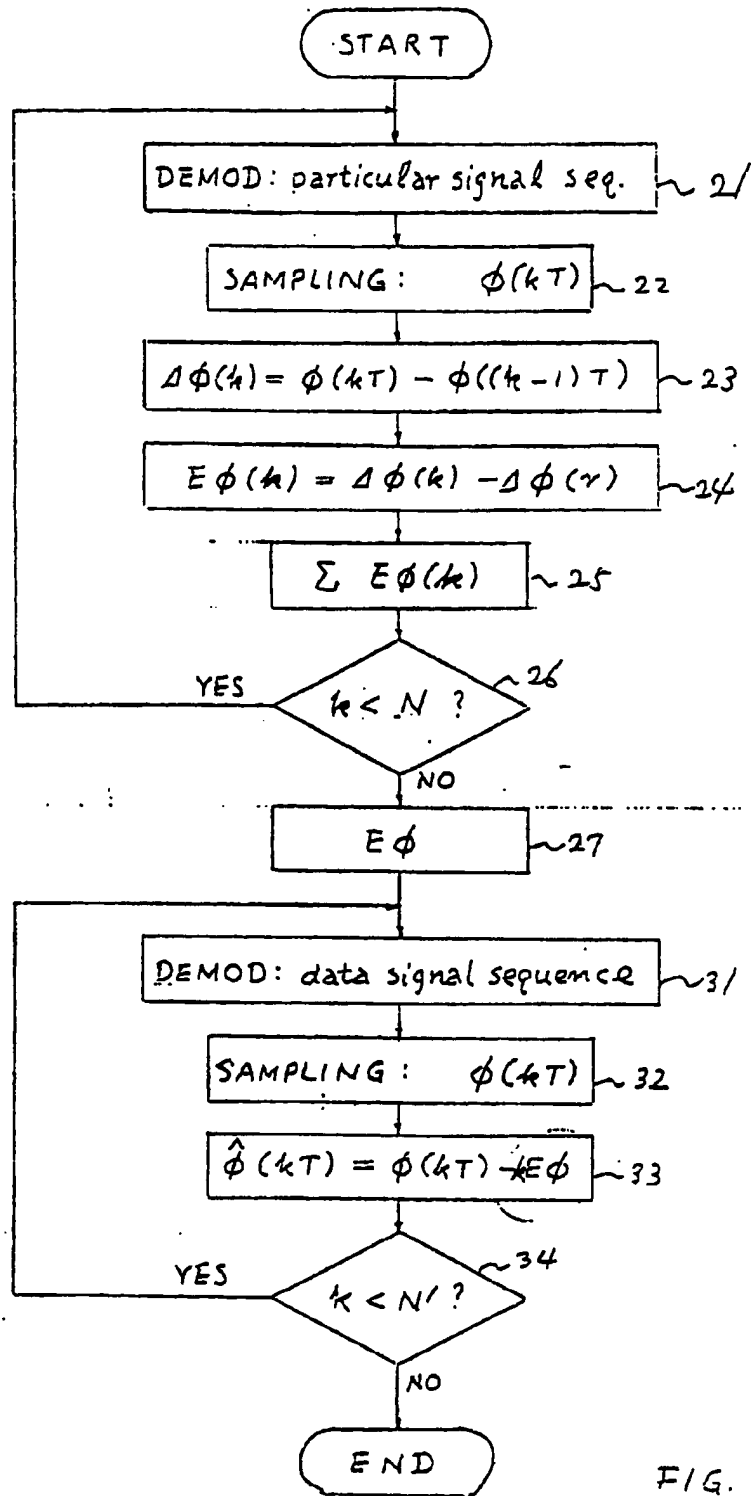 START
DEMOD: particular signal seq. 21
SAMPLING: ϕ(kT) 22
Δϕ(k) = ϕ(kT) - ϕ((k-1)T) 23
Eϕ(k) = Δϕ(k) - Δϕ(r) 24
Σ Eϕ(k) 25
26
YES
k < N ?
NO
Eϕ 27
DEMOD: data signal sequence 31
SAMPLING: ϕ(kT) 32
ϕ̂(kT) = ϕ(kT) - kEϕ 33
34
YES
k < N' ?
NO
END
FIG.